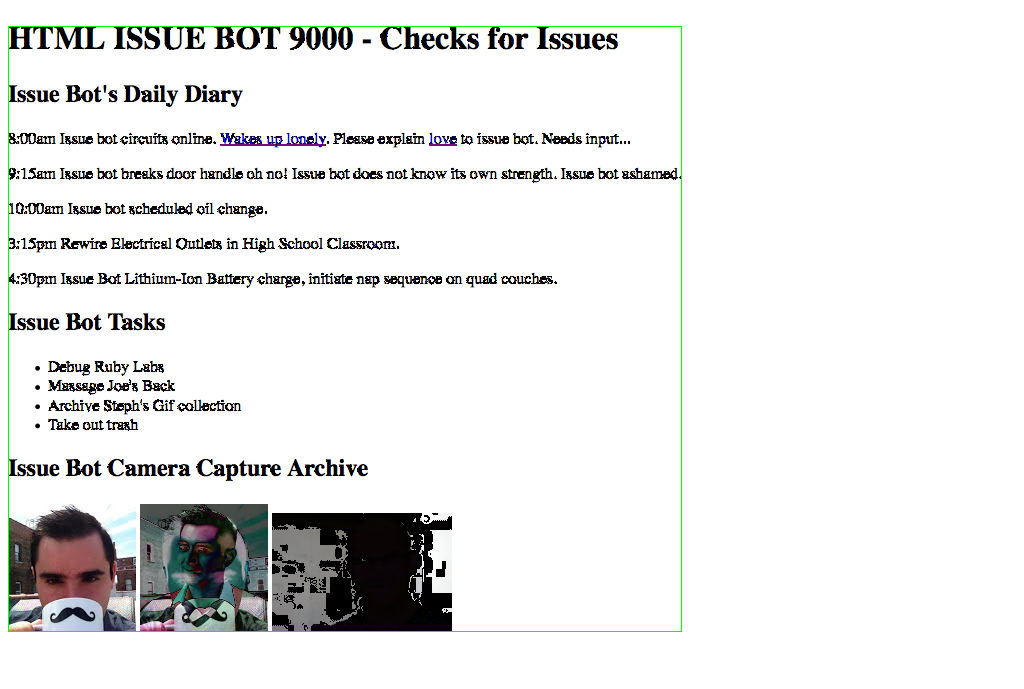 HTML ISSUE BOT 9000 - Checks for Issues
Issue Bot's Daily Diary
8:00am Issue bot circuits online. Wakes up lonely. Please explain love to issue bot. Needs input...
9:15am Issue bot breaks door handle oh no! Issue bot does not know its own strength. Issue bot ashamed.
10:00am Issue bot scheduled oil change.
3:15pm Rewire Electrical Outlets in High School Classroom.
4:30pm Issue Bot Lithium-Ion Battery charge, initiate nap sequence on quad couches.
Issue Bot Tasks
• Debug Ruby Labs
• Massage Joe's Back
• Archive Steph's Gif collection
• Take out trash
Issue Bot Camera Capture Archive